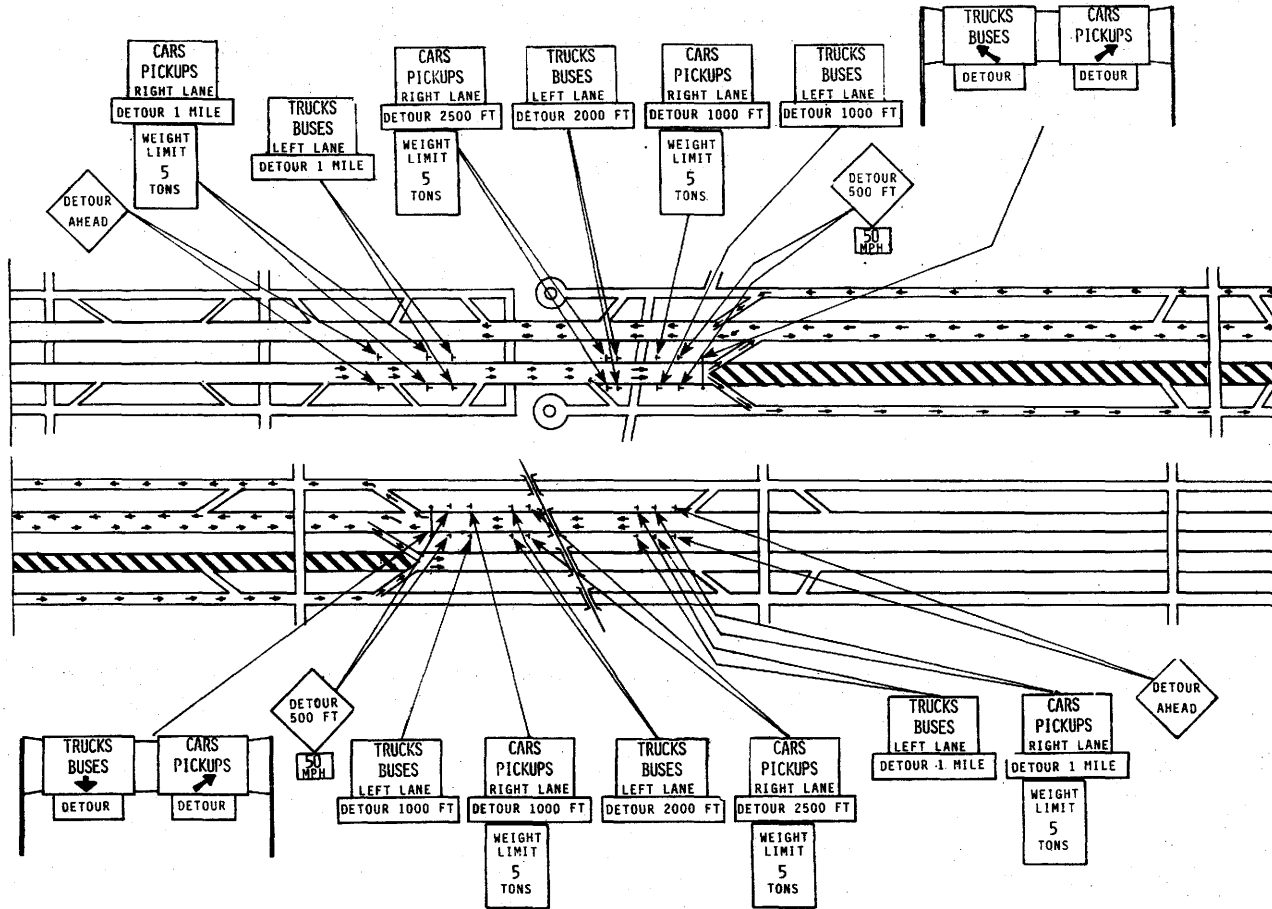 CARS
PICKUPS
RIGHT LANE
DETOUR 1 MILE
WEIGHT
LIMIT
5
TONS
TRUCKS
BUSES
LEFT LANE
DETOUR 1 MILE
CARS
PICKUPS
RIGHT LANE
DETOUR 2500 FT
WEIGHT
LIMIT
5
TONS
TRUCKS
BUSES
LEFT LANE
DETOUR 2000 FT
CARS
PICKUPS
RIGHT LANE
DETOUR 1000 FT
WEIGHT
LIMIT
5
TONS
TRUCKS
BUSES
LEFT LANE
DETOUR 1000 FT
TRUCKS
BUSES
DETOUR
CARS
PICKUPS
DETOUR
DETOUR
AHEAD
DETOUR
500 FT
50
MPH
TRUCKS
BUSES
DETOUR
CARS
PICKUPS
DETOUR
DETOUR
500 FT
50
MPH
TRUCKS
BUSES
LEFT LANE
DETOUR 1000 FT
CARS
PICKUPS
RIGHT LANE
DETOUR 1000 FT
WEIGHT
LIMIT
5
TONS
TRUCKS
BUSES
LEFT LANE
DETOUR 2000 FT
CARS
PICKUPS
RIGHT LANE
DETOUR 2500 FT
WEIGHT
LIMIT
5
TONS
TRUCKS
BUSES
LEFT LANE
DETOUR 1 MILE
CARS
PICKUPS
RIGHT LANE
DETOUR 1 MILE
WEIGHT
LIMIT
5
TONS
DETOUR
AHEAD